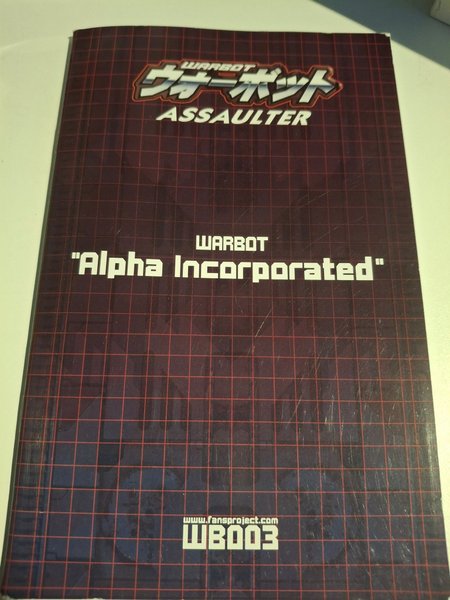 WARBOT
ウォーボット
ASSAULTER
WARBOT
"Alpha Incorporated"
www.fansproject.com
WB003